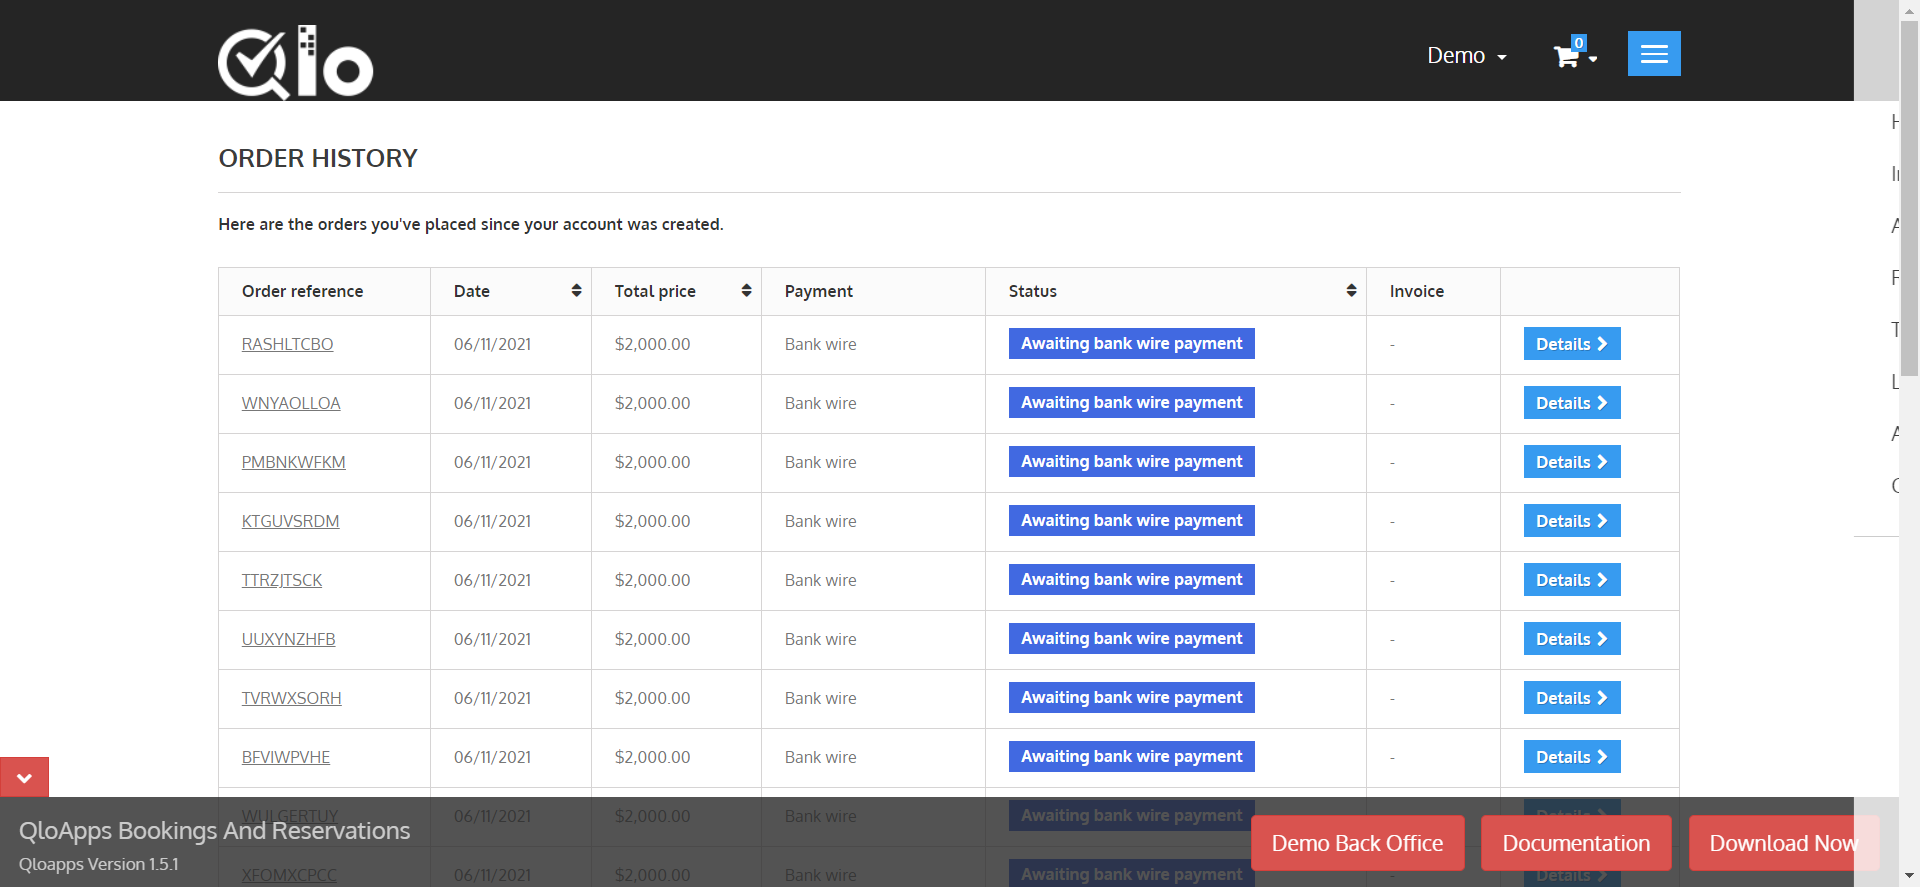 Qlo
Demo
0
ORDER HISTORY
Here are the orders you've placed since your account was created.
Order reference Date Total price Payment Status Invoice
RASHLTCBO 06/11/2021 $2,000.00 Bank wire Awaiting bank wire payment - Details
WNYAOLLOA 06/11/2021 $2,000.00 Bank wire Awaiting bank wire payment - Details
PMBNKWFKM 06/11/2021 $2,000.00 Bank wire Awaiting bank wire payment - Details
KTGUVSRDM 06/11/2021 $2,000.00 Bank wire Awaiting bank wire payment - Details
TTRZJTSCK 06/11/2021 $2,000.00 Bank wire Awaiting bank wire payment - Details
UUXYNZHFB 06/11/2021 $2,000.00 Bank wire Awaiting bank wire payment - Details
TVRWXSORH 06/11/2021 $2,000.00 Bank wire Awaiting bank wire payment - Details
BFVIWPVHE 06/11/2021 $2,000.00 Bank wire Awaiting bank wire payment - Details
WULGERTUY 06/11/2021 $2,000.00 Bank wire Awaiting bank wire payment - Details
XFOMXCPCC 06/11/2021 $2,000.00 Bank wire Awaiting bank wire payment - Details
QloApps Bookings And Reservations
Qloapps Version 1.5.1
Demo Back Office
Documentation
Download Now